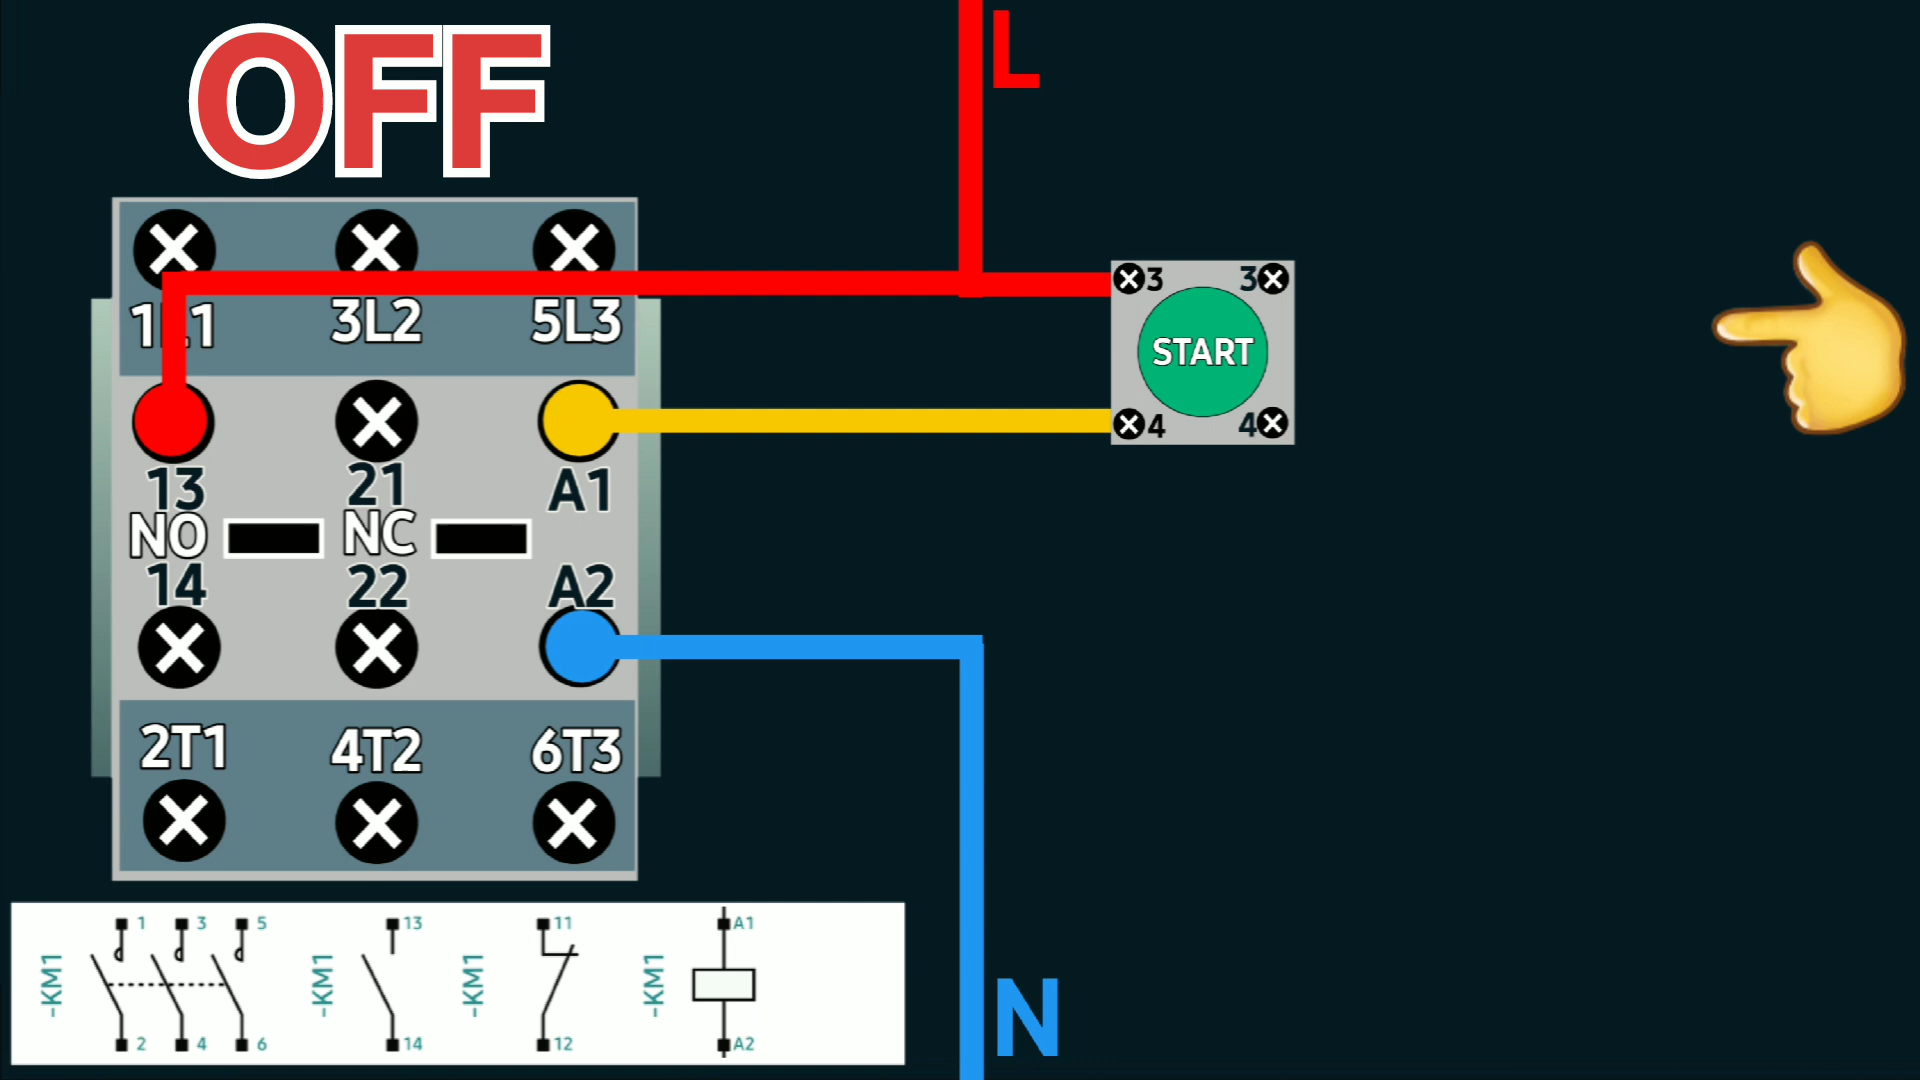 OFF
L
1L1 3L2 5L3
3 3
START
4 4
13 21 A1
NO NC
14 22 A2
2T1 4T2 6T3
-KM1 1 3 5 -KM1 13 -KM1 11 -KM1 A1
2 4 6 14 12 A2
N